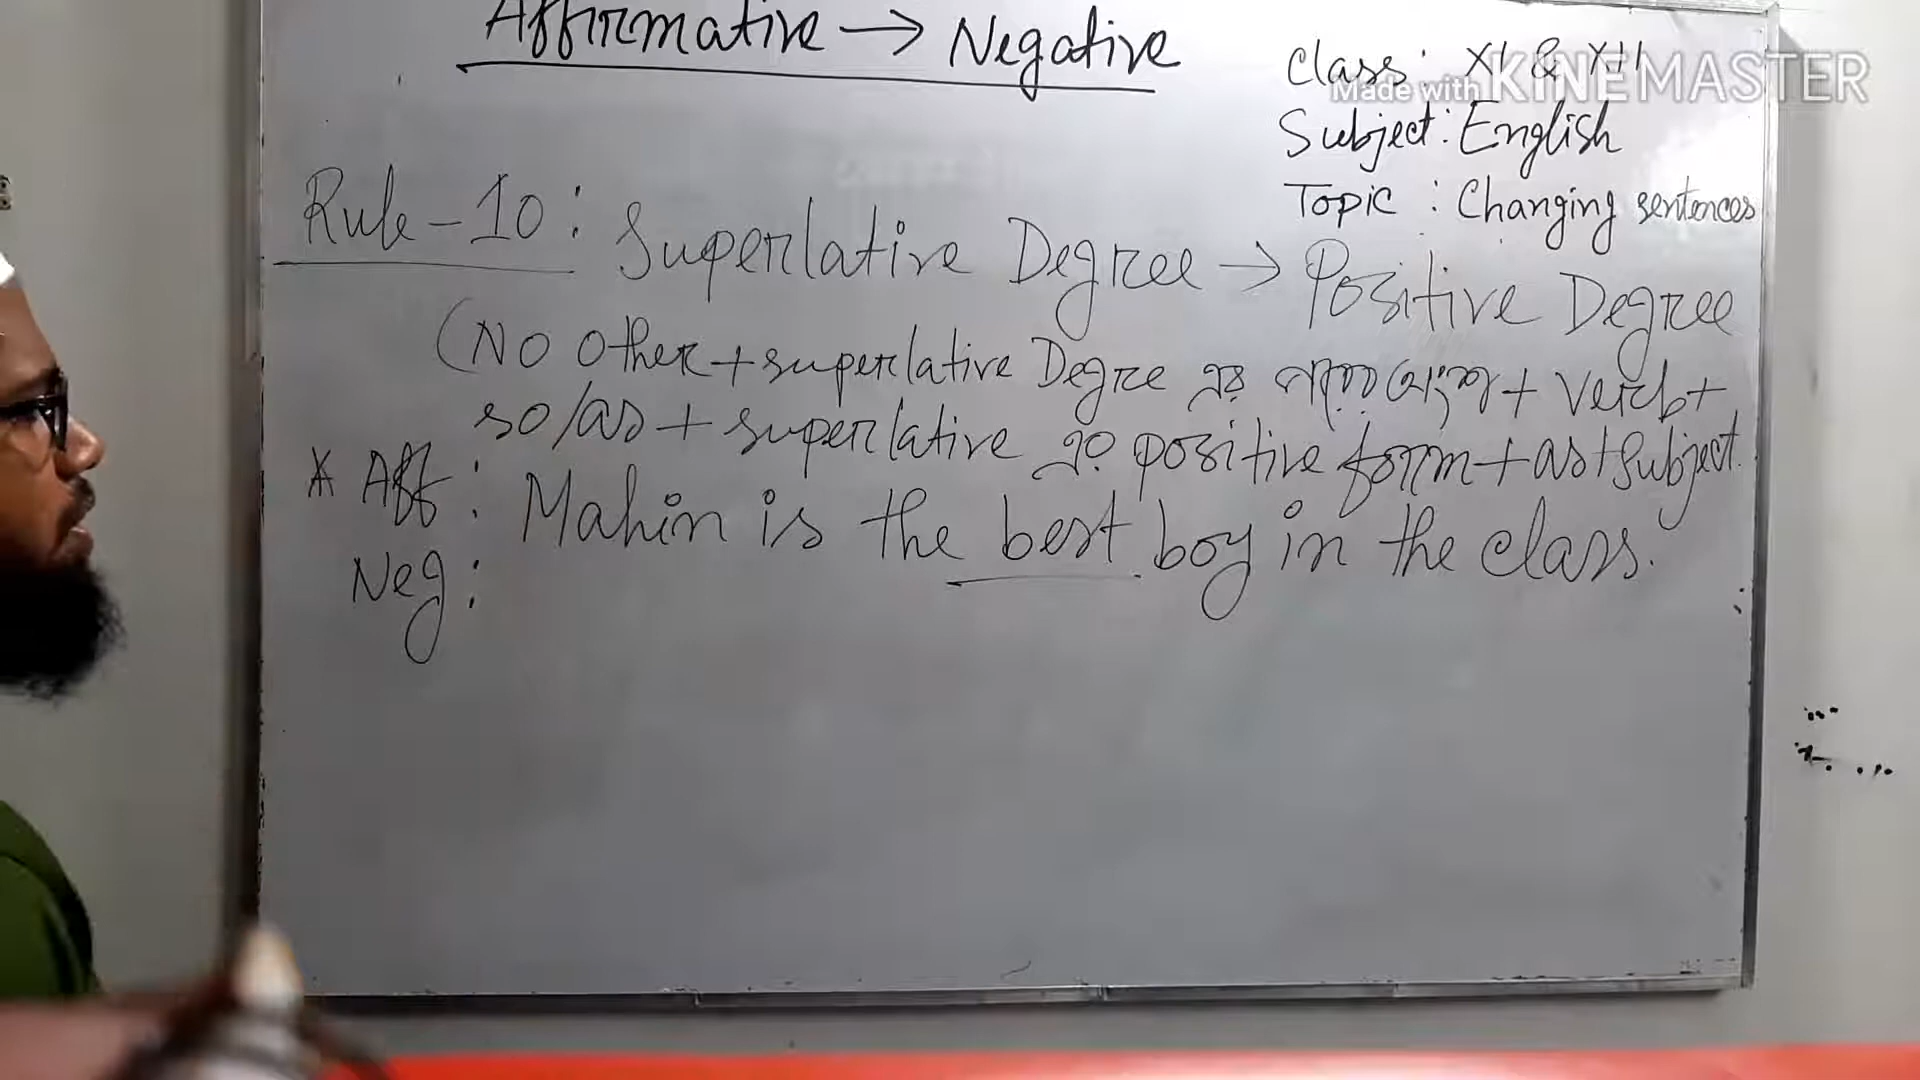 Affirmative → Negative
Class: XI & XII
Made with KINEMASTER
Subject: English
Topic : Changing sentences
Rule-10: Superlative Degree → Positive Degree
(No other + superlative Degree এর পরের অংশ + Verb +
so/as + superlative এর positive form + as + subject.
* Aff: Mahin is the best boy in the class.
Neg: